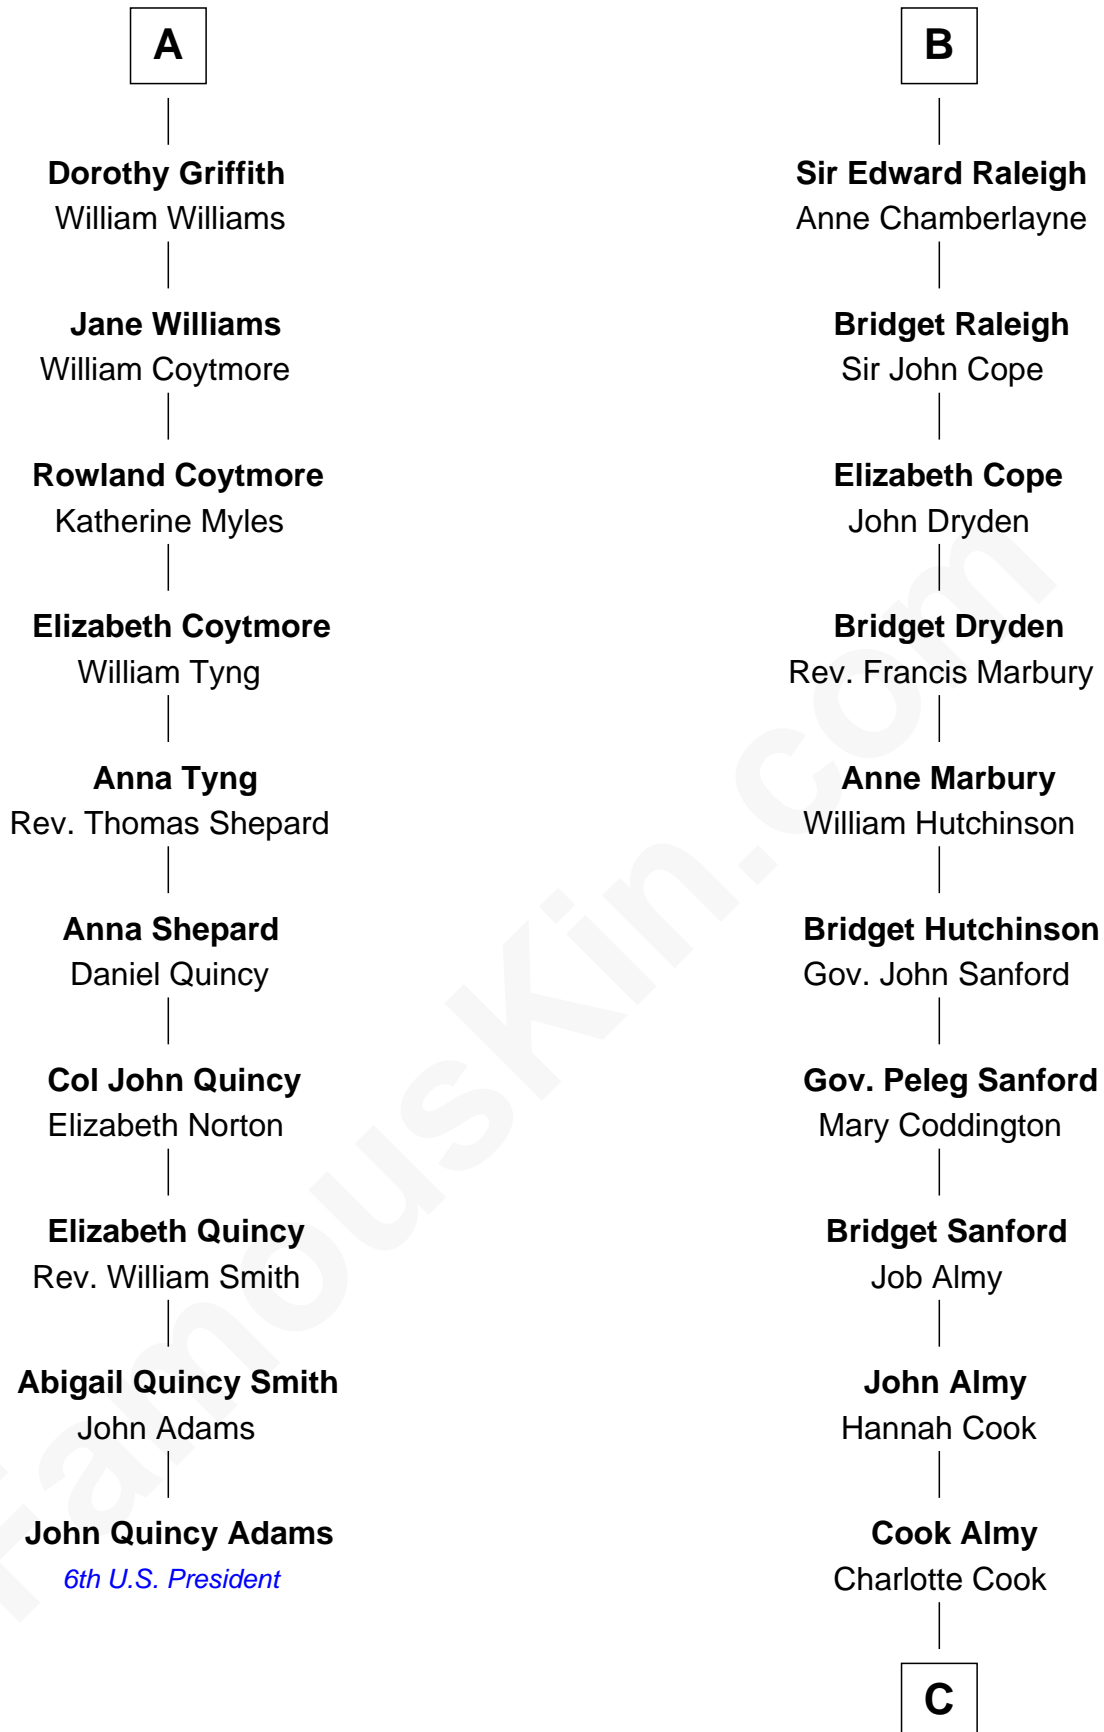 A
Dorothy Griffith
William Williams
Jane Williams
William Coytmore
Rowland Coytmore
Katherine Myles
Elizabeth Coytmore
William Tyng
Anna Tyng
Rev. Thomas Shepard
Anna Shepard
Daniel Quincy
Col John Quincy
Elizabeth Norton
Elizabeth Quincy
Rev. William Smith
Abigail Quincy Smith
John Adams
John Quincy Adams
6th U.S. President
B
Sir Edward Raleigh
Anne Chamberlayne
Bridget Raleigh
Sir John Cope
Elizabeth Cope
John Dryden
Bridget Dryden
Rev. Francis Marbury
Anne Marbury
William Hutchinson
Bridget Hutchinson
Gov. John Sanford
Gov. Peleg Sanford
Mary Coddington
Bridget Sanford
Job Almy
John Almy
Hannah Cook
Cook Almy
Charlotte Cook
C
FamousKin.com